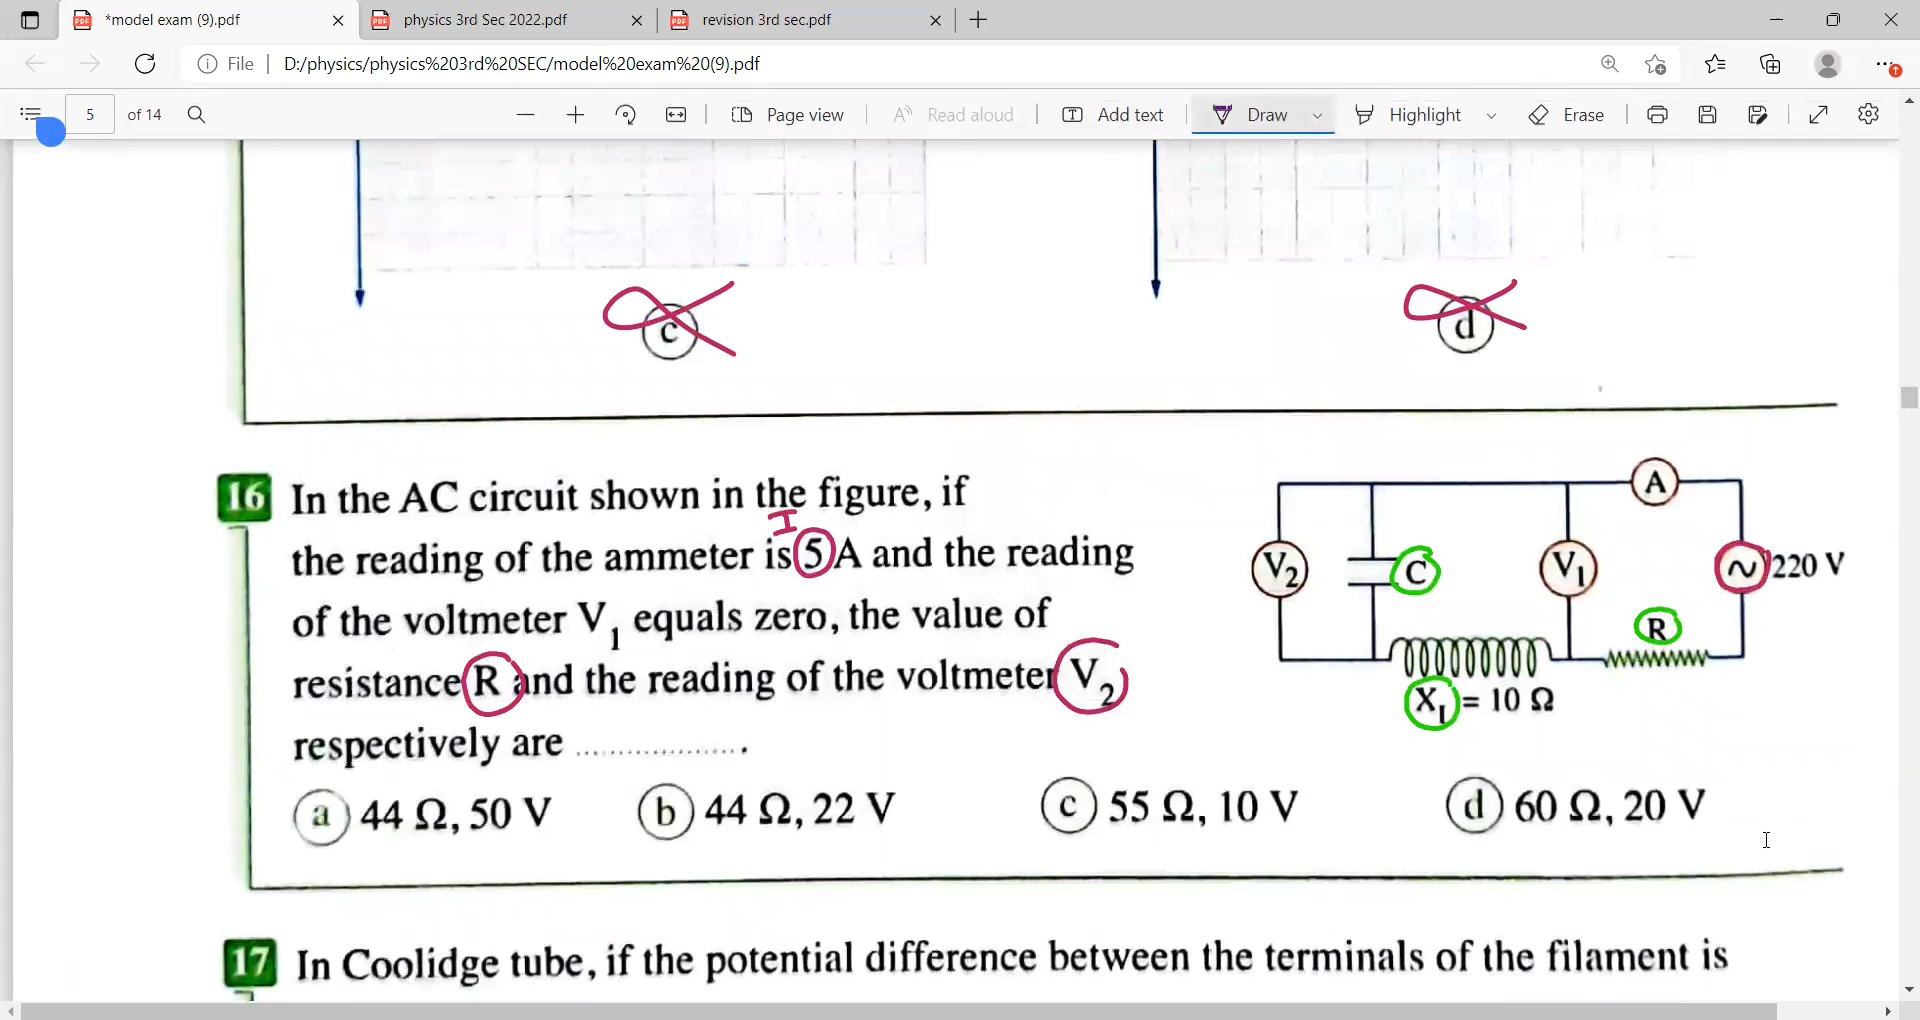 *model exam (9).pdf
physics 3rd Sec 2022.pdf
revision 3rd sec.pdf
File
D:/physics/physics%203rd%20SEC/model%20exam%20(9).pdf
5 of 14
Page view
Read aloud
Add text
Draw
Highlight
Erase
c
d
16 In the AC circuit shown in the figure, if
I
the reading of the ammeter is 5 A and the reading
of the voltmeter V₁ equals zero, the value of
resistance R and the reading of the voltmeter V₂
respectively are ................... .
A
V₂
C
V₁
220 V
R
X_L = 10 Ω
a 44 Ω, 50 V
b 44 Ω, 22 V
c 55 Ω, 10 V
d 60 Ω, 20 V
17 In Coolidge tube, if the potential difference between the terminals of the filament is